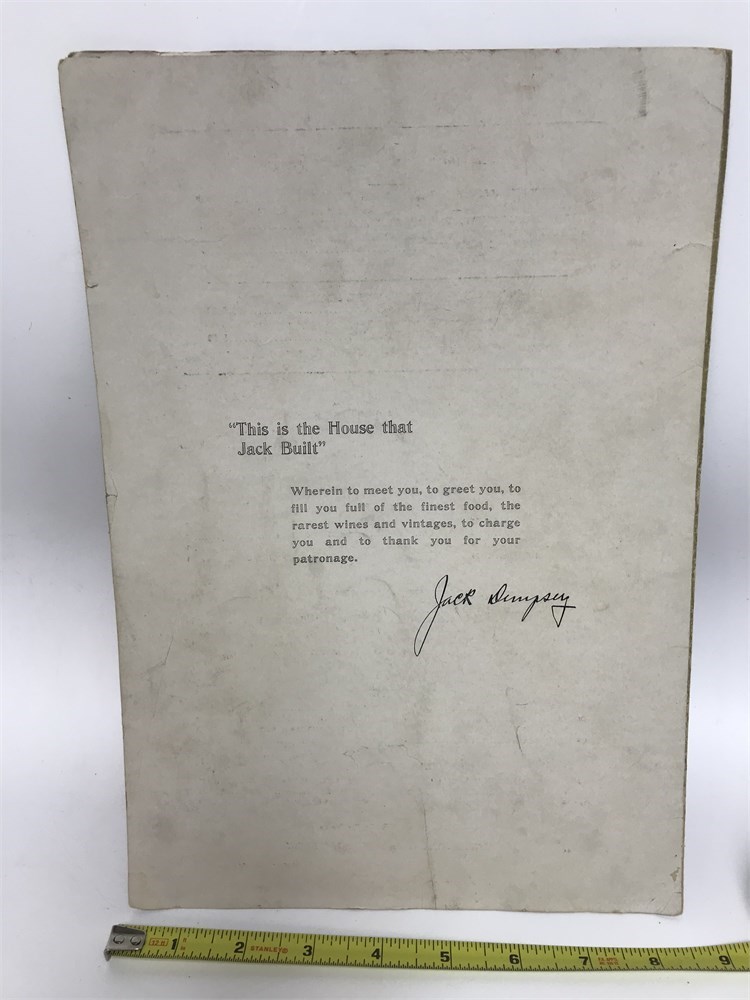 “This is the House that
Jack Built”
Wherein to meet you, to greet you, to
fill you full of the finest food, the
rarest wines and vintages, to charge
you and to thank you for your
patronage.
Jack Dempsey
1 2 STANLEY 3 4 5 6 7 8 9